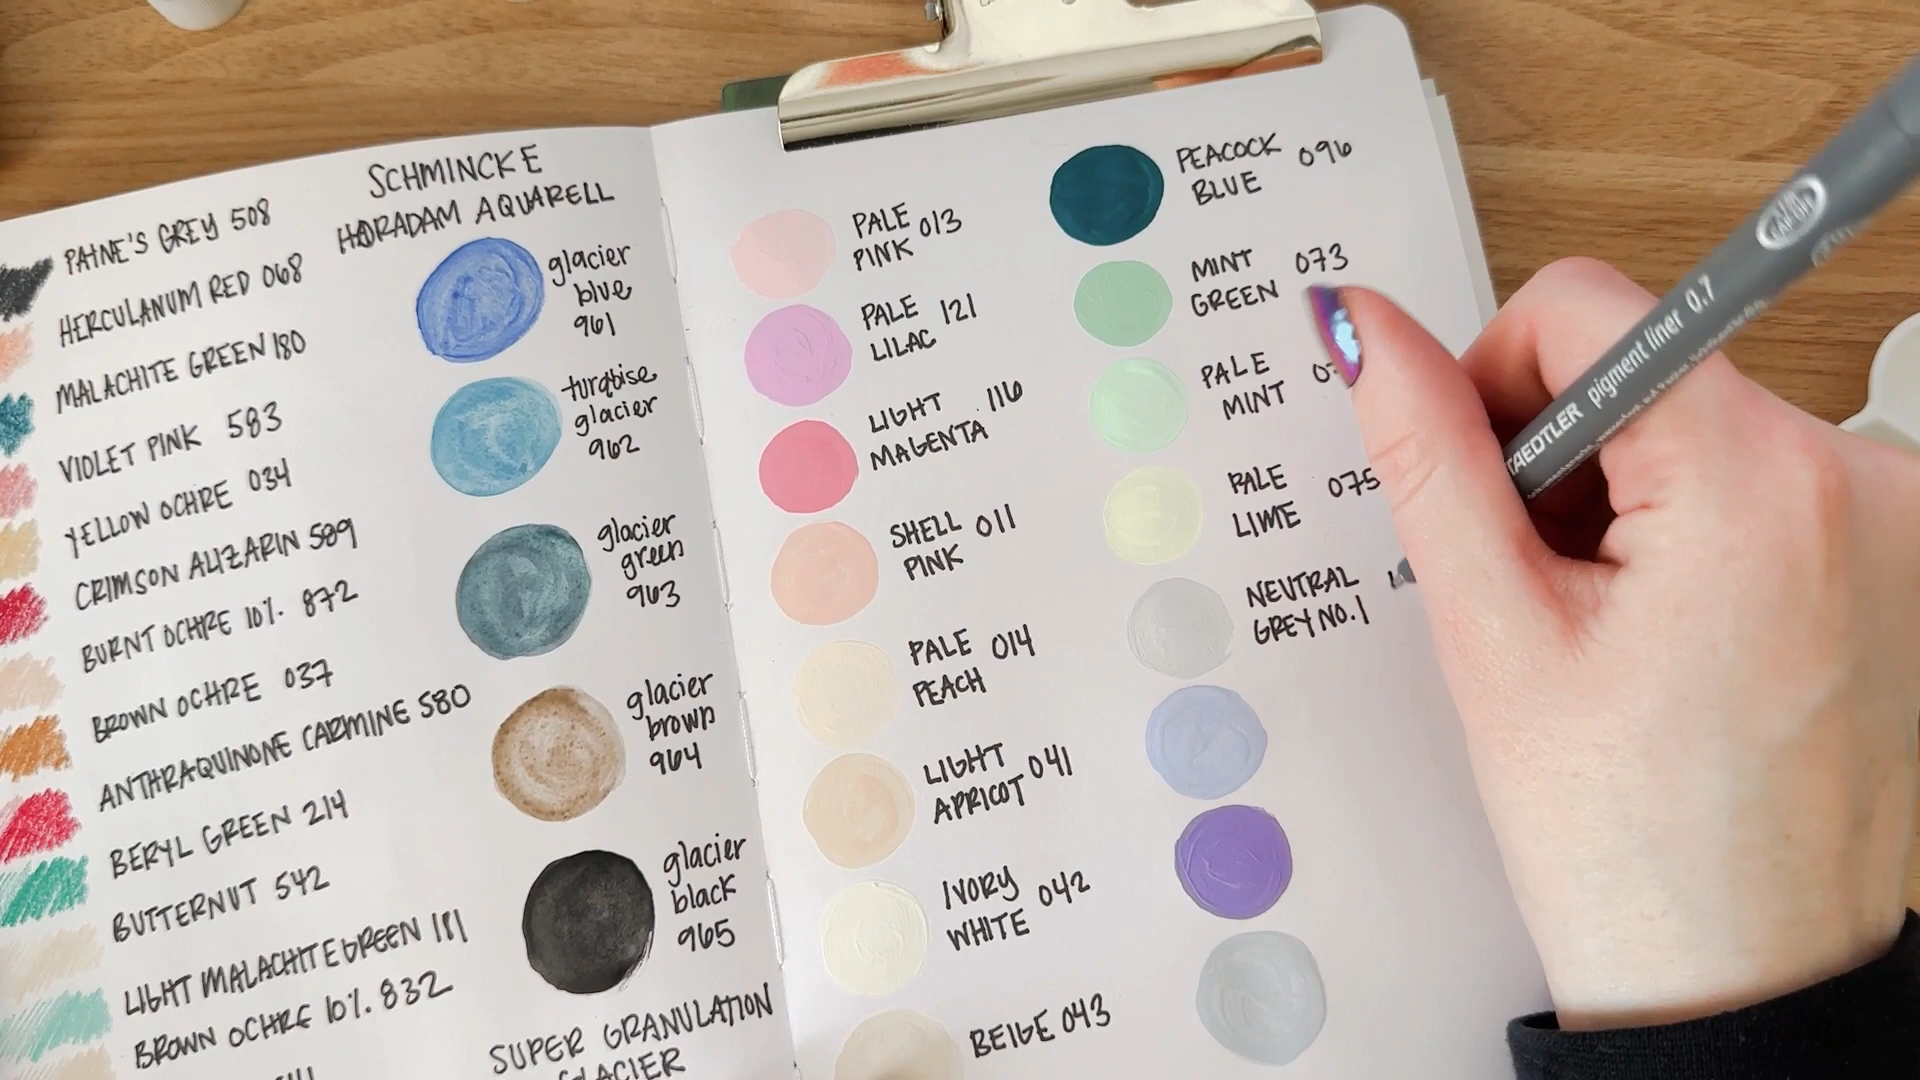 PAINE'S GREY 508
HERCULANUM RED 068
MALACHITE GREEN 180
VIOLET PINK 583
YELLOW OCHRE 034
CRIMSON ALIZARIN 589
BURNT OCHRE 10%. 872
BROWN OCHRE 037
ANTHRAQUINONE CARMINE 580
BERYL GREEN 214
BUTTERNUT 542
LIGHT MALACHITE GREEN 181
BROWN OCHRE 10%. 832
SCHMINCKE
HORADAM AQUARELL
glacier
blue
961
turqoise
glacier
962
glacier
green
963
glacier
brown
964
glacier
black
965
SUPER GRANULATION
GLACIER
PALE
PINK 013
PALE 121
LILAC
LIGHT 116
MAGENTA
SHELL 011
PINK
PALE 014
PEACH
LIGHT 041
APRICOT
IVORY 042
WHITE
BEIGE 043
PEACOCK 096
BLUE
MINT 073
GREEN
PALE
MINT
PALE 075
LIME
NEUTRAL
GREY NO.1
STAEDTLER pigment liner 0.7